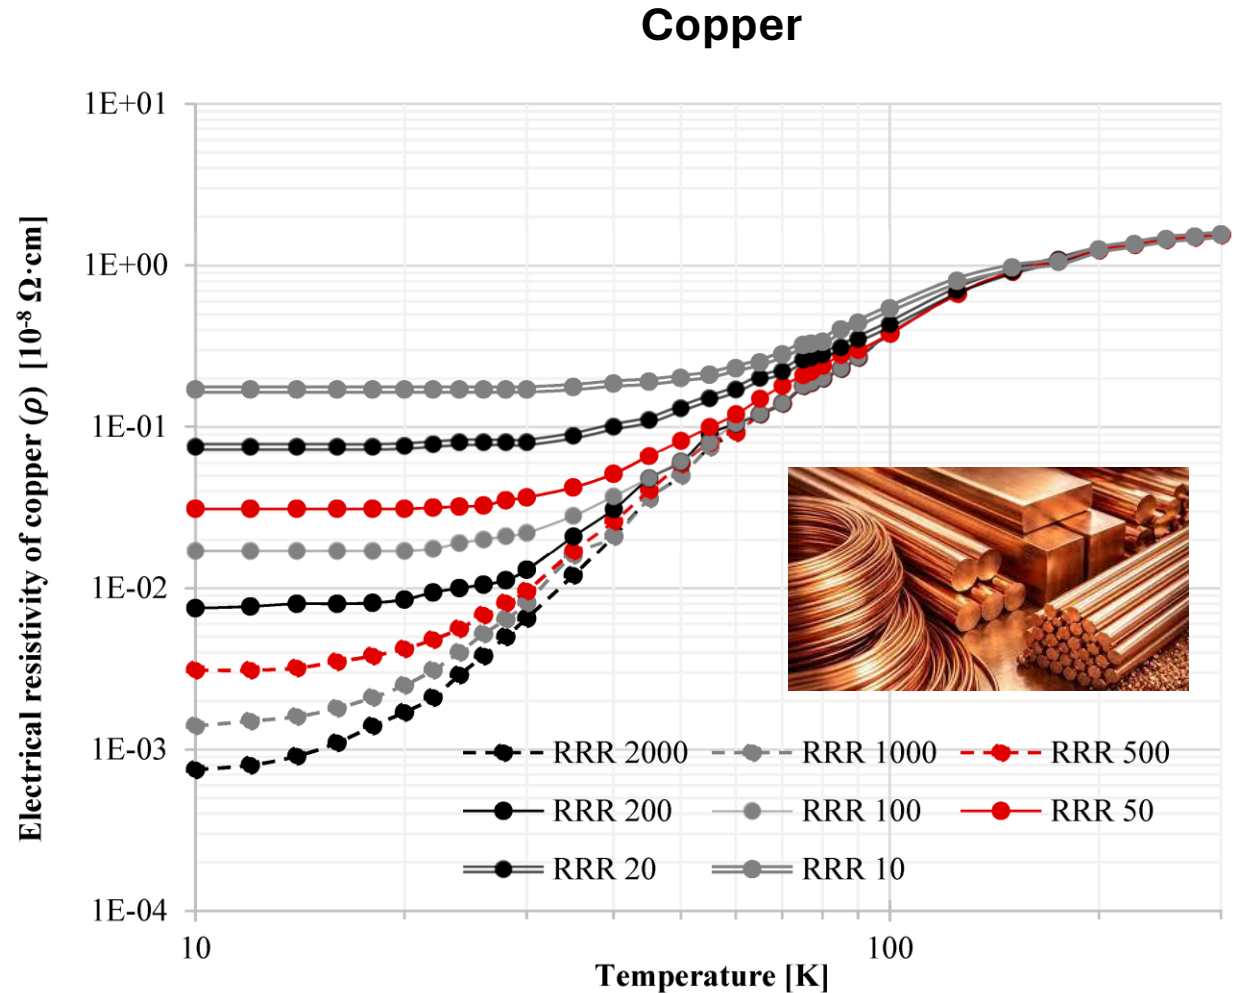 Copper
Electrical resistivity of copper (ρ) [10⁻⁸ Ω·cm]
1E+01
1E+00
1E-01
1E-02
1E-03
1E-04
RRR 2000 RRR 1000 RRR 500
RRR 200 RRR 100 RRR 50
RRR 20 RRR 10
10 100
Temperature [K]